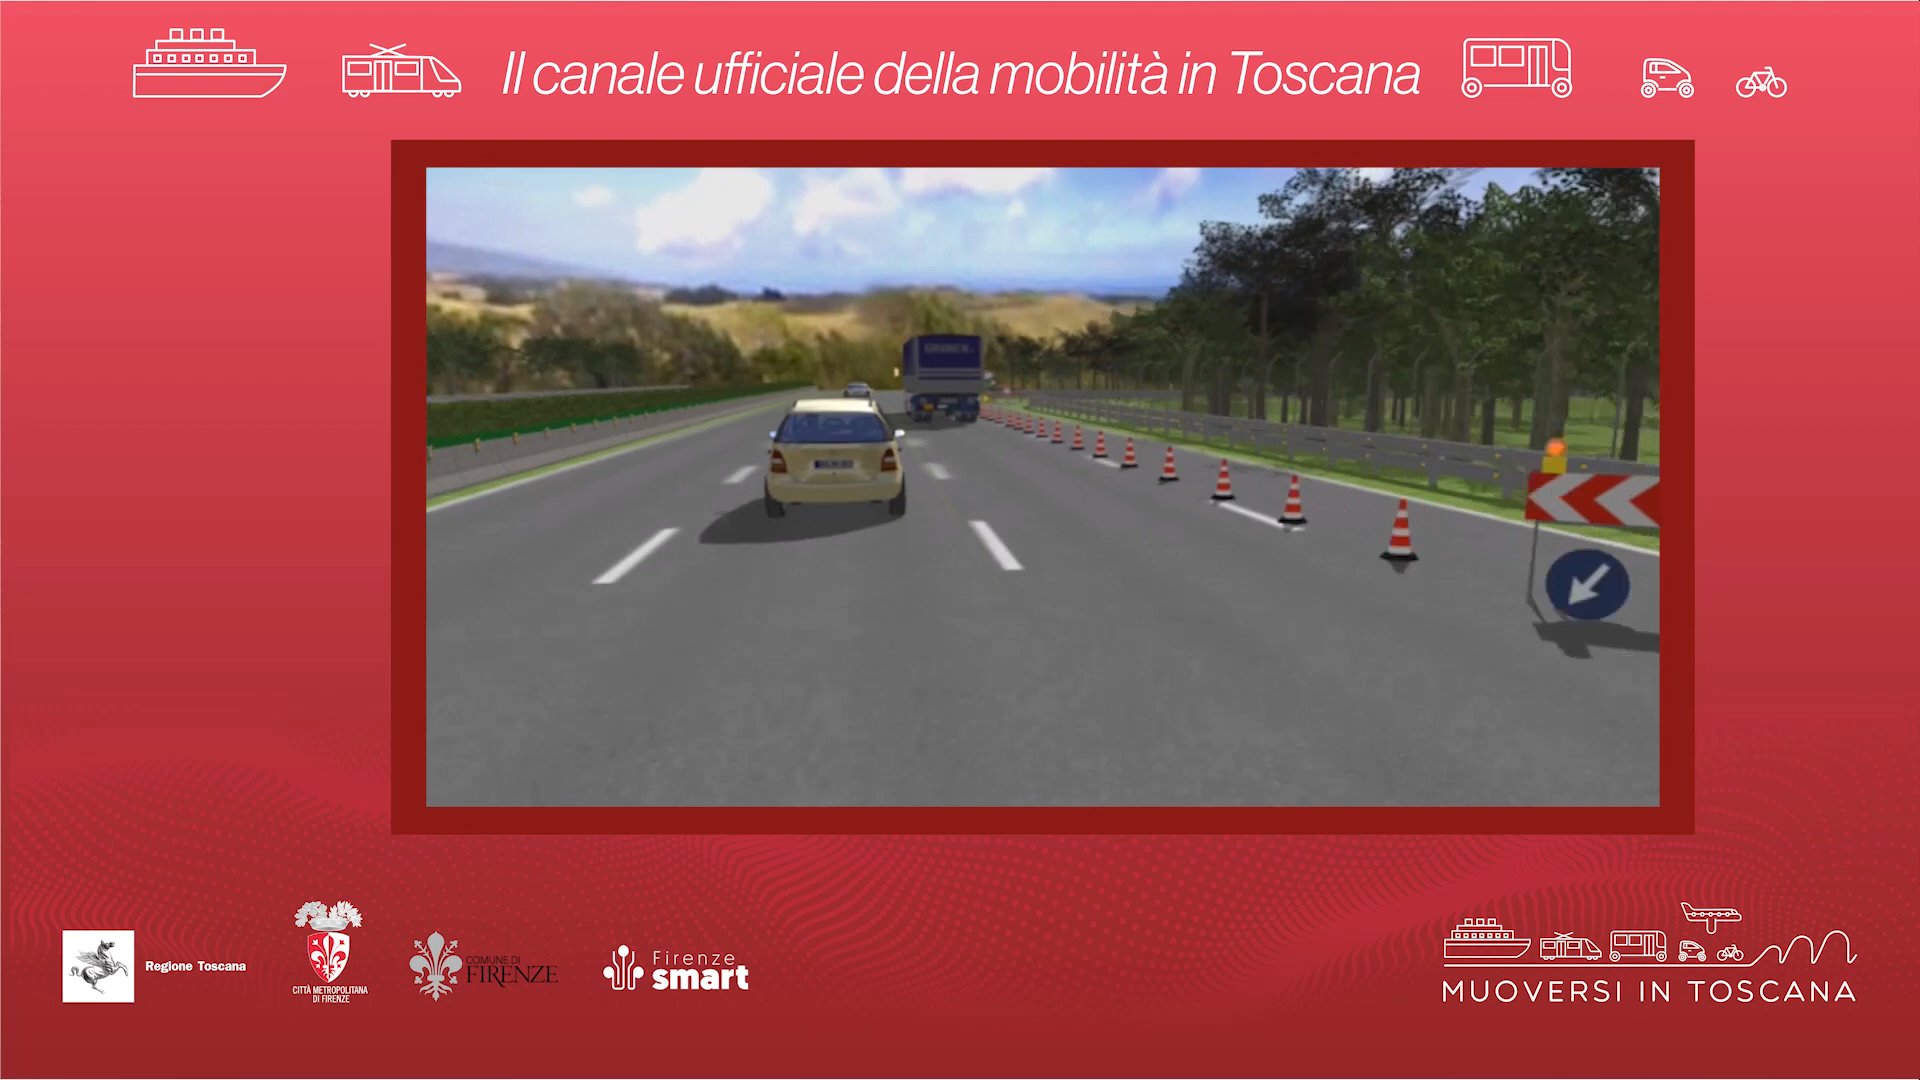 Il canale ufficiale della mobilità in Toscana
Regione Toscana
CITTÀ METROPOLITANA
DI FIRENZE
COMUNE DI
FIRENZE
Firenze
smart
MUOVERSI IN TOSCANA